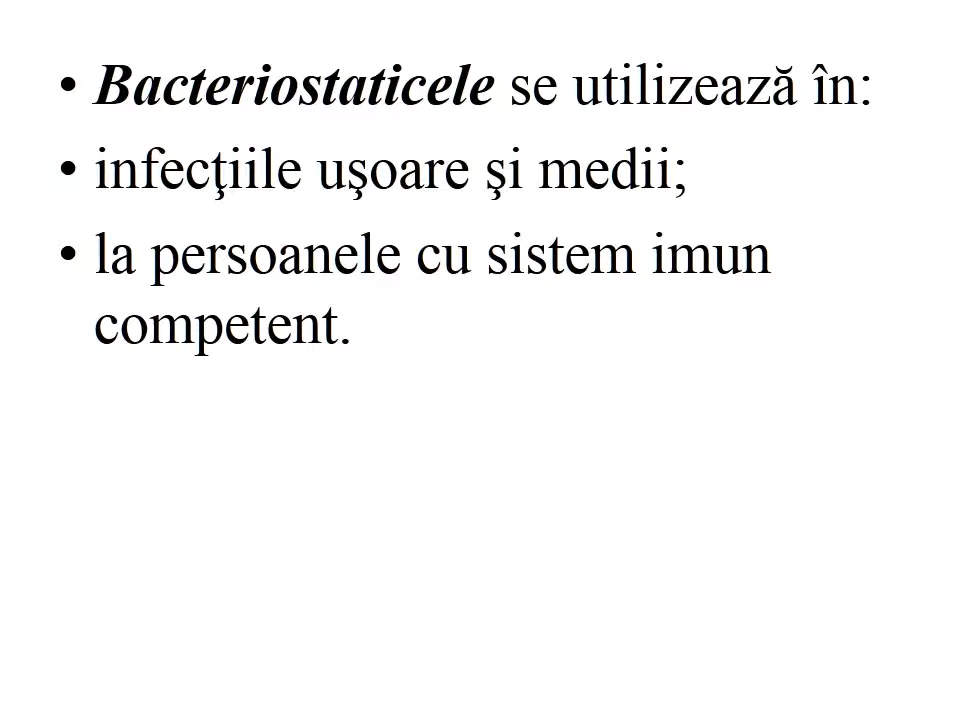 • Bacteriostaticele se utilizează în:
• infecţiile uşoare şi medii;
• la persoanele cu sistem imun
competent.